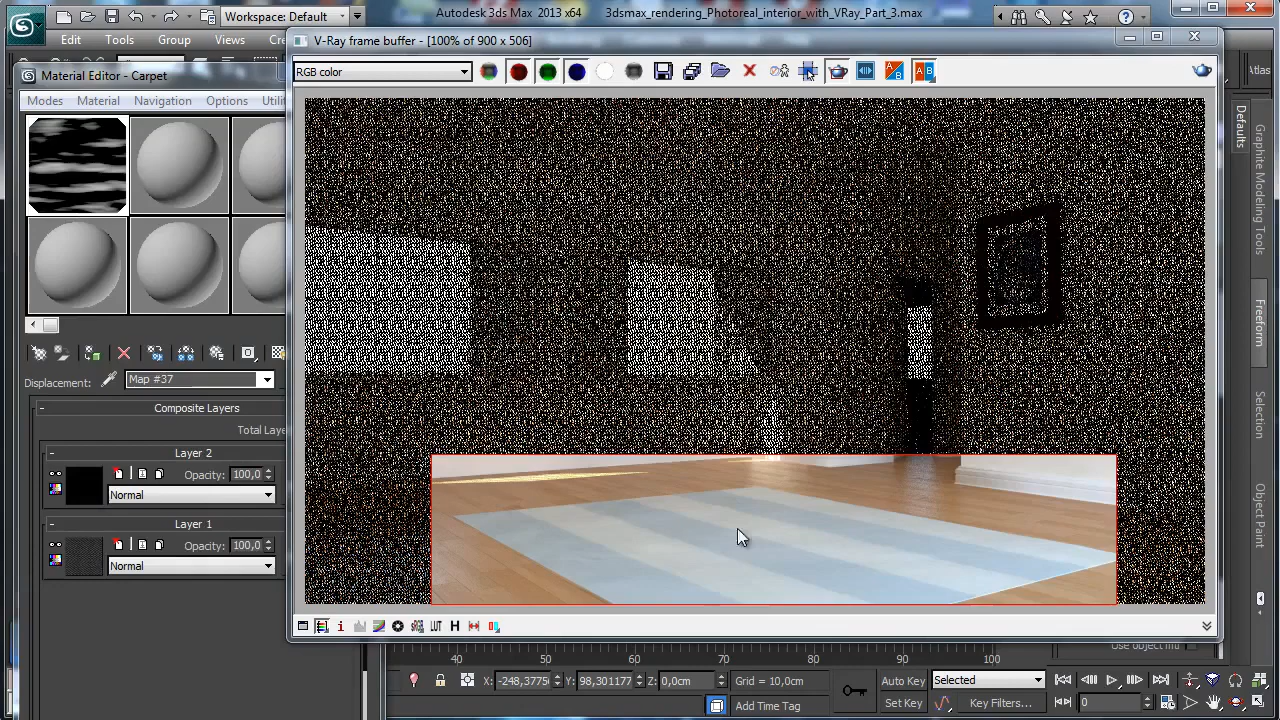 Workspace: Default
Autodesk 3ds Max 2013 x64 3dsmax_rendering_Photoreal_interior_with_VRay_Part_3.max
Edit Tools Group Views
V-Ray frame buffer - [100% of 900 x 506]
Material Editor - Carpet
RGB color
Atlas
Modes Material Navigation Options
Defaults
Graphite Modeling Tools
Freeform
Selection
Object Paint
Displacement: Map #37
Composite Layers
Layer 2
Opacity: 100,0
Normal
Layer 1
Opacity: 100,0
Normal
i sRGB LUT H
40 50 60 70 80 90 100
X: -248,3775 Y: 98,301177 Z: 0,0cm Grid = 10,0cm Auto Key Selected
Add Time Tag Set Key Key Filters... 0